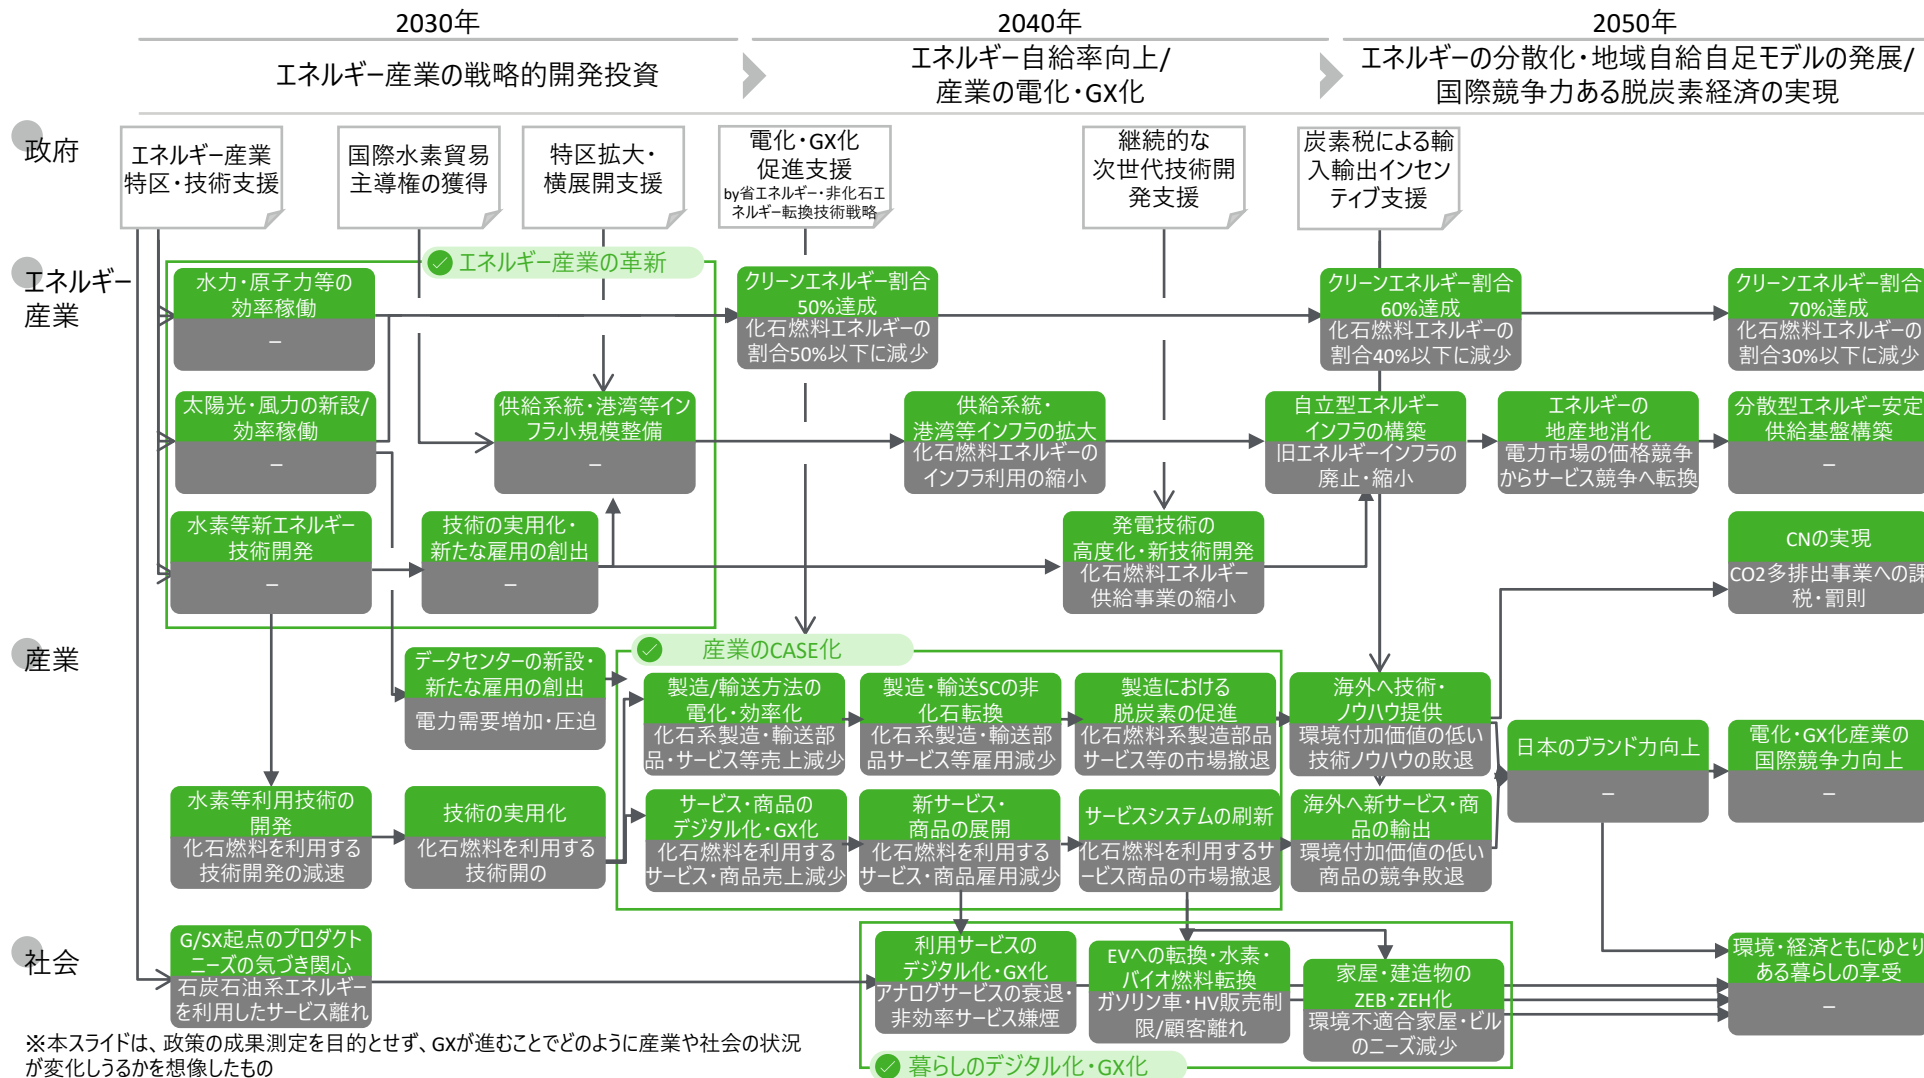 2030年
2040年
2050年
エネルギー産業の戦略的開発投資
エネルギー自給率向上/
産業の電化・GX化
エネルギーの分散化・地域自給自足モデルの発展/
国際競争力ある脱炭素経済の実現
政府
エネルギー産業
特区・技術支援
国際水素貿易
主導権の獲得
特区拡大・
横展開支援
電化・GX化
促進支援
by省エネルギー・非化石エ
ネルギー転換技術戦略
継続的な
次世代技術開
発支援
炭素税による輸
入輸出インセン
ティブ支援
エネルギー
産業
エネルギー産業の革新
水力・原子力等の
効率稼働
–
クリーンエネルギー割合
50%達成
化石燃料エネルギーの
割合50%以下に減少
クリーンエネルギー割合
60%達成
化石燃料エネルギーの
割合40%以下に減少
クリーンエネルギー割合
70%達成
化石燃料エネルギーの
割合30%以下に減少
太陽光・風力の新設/
効率稼働
–
供給系統・港湾等イン
フラ小規模整備
–
供給系統・
港湾等インフラの拡大
化石燃料エネルギーの
インフラ利用の縮小
自立型エネルギー
インフラの構築
旧エネルギーインフラの
廃止・縮小
エネルギーの
地産地消化
電力市場の価格競争
からサービス競争へ転換
分散型エネルギー安定
供給基盤構築
–
水素等新エネルギー
技術開発
–
技術の実用化・
新たな雇用の創出
–
発電技術の
高度化・新技術開発
化石燃料エネルギー
供給事業の縮小
CNの実現
CO2多排出事業への課
税・罰則
産業
産業のCASE化
データセンターの新設・
新たな雇用の創出
電力需要増加・圧迫
製造/輸送方法の
電化・効率化
化石系製造・輸送部
品・サービス等売上減少
製造・輸送SCの非
化石転換
化石系製造・輸送部
品サービス等雇用減少
製造における
脱炭素の促進
化石燃料系製造部品
サービス等の市場撤退
海外へ技術・
ノウハウ提供
環境付加価値の低い
技術ノウハウの敗退
日本のブランド力向上
–
電化・GX化産業の
国際競争力向上
–
水素等利用技術の
開発
化石燃料を利用する
技術開発の減速
技術の実用化
化石燃料を利用する
技術開の
サービス・商品の
デジタル化・GX化
化石燃料を利用する
サービス・商品売上減少
新サービス・
商品の展開
化石燃料を利用する
サービス・商品雇用減少
サービスシステムの刷新
化石燃料を利用するサ
ービス商品の市場撤退
海外へ新サービス・商
品の輸出
環境付加価値の低い
商品の競争敗退
社会
G/SX起点のプロダクト
ニーズの気づき関心
石炭石油系エネルギー
を利用したサービス離れ
利用サービスの
デジタル化・GX化
アナログサービスの衰退・
非効率サービス嫌煙
EVへの転換・水素・
バイオ燃料転換
ガソリン車・HV販売制
限/顧客離れ
家屋・建造物の
ZEB・ZEH化
環境不適合家屋・ビル
のニーズ減少
環境・経済ともにゆとり
ある暮らしの享受
–
暮らしのデジタル化・GX化
※本スライドは、政策の成果測定を目的とせず、GXが進むことでどのように産業や社会の状況
が変化しうるかを想像したもの